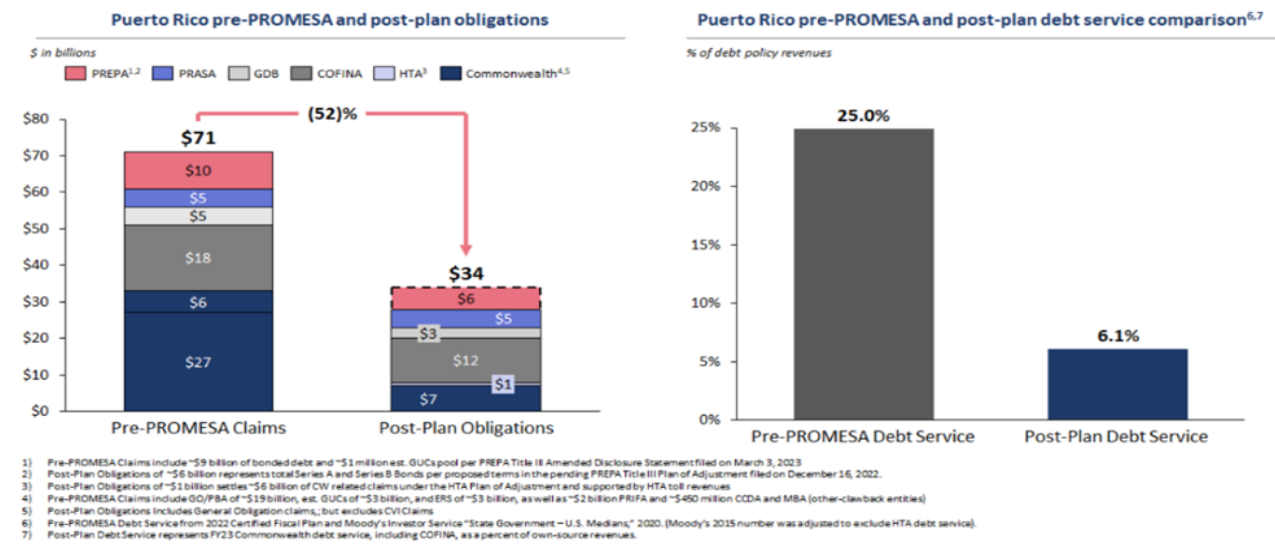 Puerto Rico pre-PROMESA and post-plan obligations
$ in billions
PREPA1,2 PRASA GDB COFINA HTA3 Commonwealth4,5
(52)%
$80
$70
$60
$50
$40
$30
$20
$10
$0
$71
$10
$5
$5
$18
$6
$27
$34
$6
$5
$3
$12
$1
$7
Pre-PROMESA Claims Post-Plan Obligations
Puerto Rico pre-PROMESA and post-plan debt service comparison6,7
% of debt policy revenues
25%
20%
15%
10%
5%
0%
25.0%
6.1%
Pre-PROMESA Debt Service Post-Plan Debt Service
1) Pre-PROMESA Claims include ~$9 billion of bonded debt and ~$1 million est. GUCs pool per PREPA Title III Amended Disclosure Statement filed on March 3, 2023
2) Post-Plan Obligations of ~$6 billion represents total Series A and Series B Bonds per proposed terms in the pending PREPA Title III Plan of Adjustment filed on December 16, 2022.
3) Post-Plan Obligations of ~$1 billion settles ~$6 billion of CW related claims under the HTA Plan of Adjustment and supported by HTA toll revenues
4) Pre-PROMESA Claims include GO/PBA of ~$19 billion, est. GUCs of ~$3 billion, and ERS of ~$3 billion, as well as ~$2 billion PRIFA and ~$450 million CCDA and MBA (other-clawback entities)
5) Post-Plan Obligations Includes General Obligation claims,; but excludes CVI Claims
6) Pre-PROMESA Debt Service from 2022 Certified Fiscal Plan and Moody's Investor Service "State Government – U.S. Medians," 2020. (Moody's 2015 number was adjusted to exclude HTA debt service).
7) Post-Plan Debt Service represents FY23 Commonwealth debt service, including COFINA, as a percent of own-source revenues.